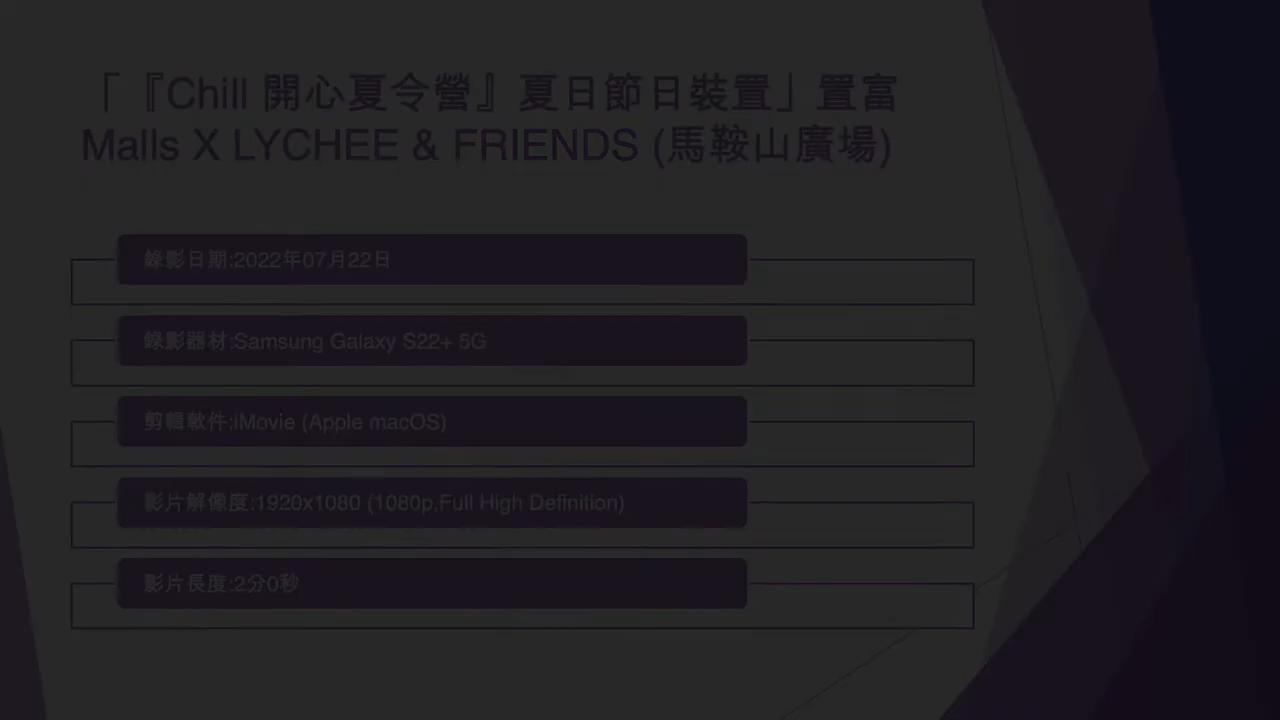 「『Chill 開心夏令營』夏日節日裝置」置富
Malls X LYCHEE & FRIENDS (馬鞍山廣場)
錄影日期:2022年07月22日
錄影器材:Samsung Galaxy S22+ 5G
剪輯軟件:iMovie (Apple macOS)
影片解像度:1920x1080 (1080p,Full High Definition)
影片長度:2分0秒